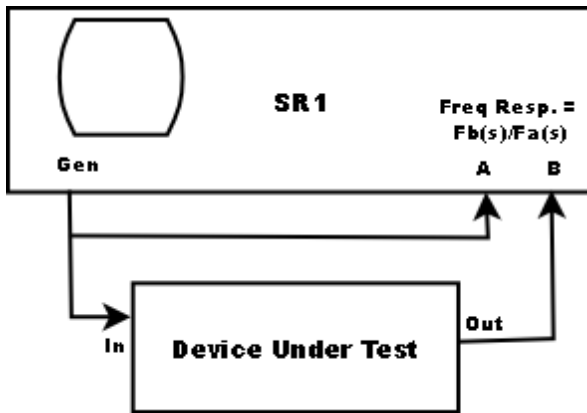 SR1
Freq Resp. =
Fb(s)/Fa(s)
Gen
A
B
In
Device Under Test
Out